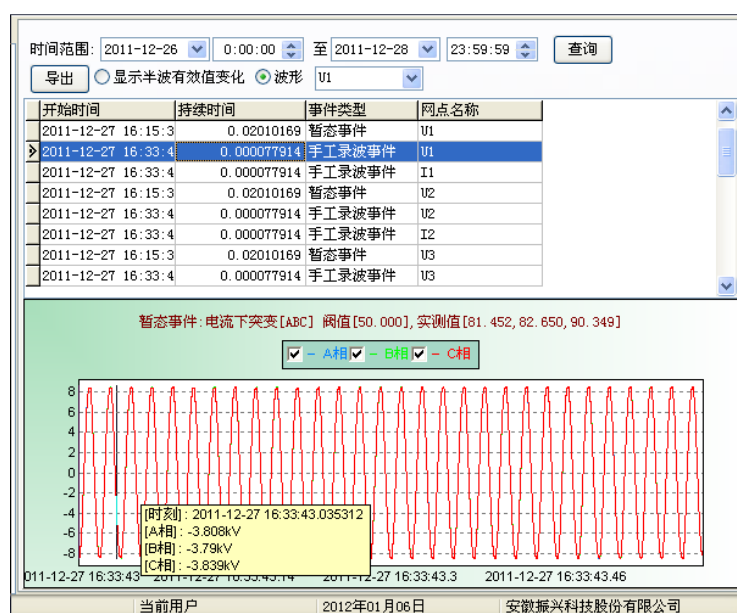 时间范围: 2011-12-26 0:00:00 至 2011-12-28 23:59:59 查询
导出 显示半波有效值变化 波形 U1
开始时间 持续时间 事件类型 网点名称
2011-12-27 16:15:3 0.02010169 暂态事件 U1
2011-12-27 16:33:4 0.000077914 手工录波事件 U1
2011-12-27 16:33:4 0.000077914 手工录波事件 I1
2011-12-27 16:15:3 0.02010169 暂态事件 U2
2011-12-27 16:33:4 0.000077914 手工录波事件 U2
2011-12-27 16:33:4 0.000077914 手工录波事件 I2
2011-12-27 16:15:3 0.02010169 暂态事件 U3
2011-12-27 16:33:4 0.000077914 手工录波事件 U3
暂态事件:电流下突变[ABC] 阀值[50.000],实测值[81.452,82.650,90.349]
A相 B相 C相
8
6
4
2
0
-2
-4
-6
-8
[时刻]: 2011-12-27 16:33:43.035312
[A相]: -3.808kV
[B相]: -3.79kV
[C相]: -3.839kV
011-12-27 16:33:43 2011-12-27 16:33:43.14 2011-12-27 16:33:43.3 2011-12-27 16:33:43.46
当前用户 2012年01月06日 安徽振兴科技股份有限公司